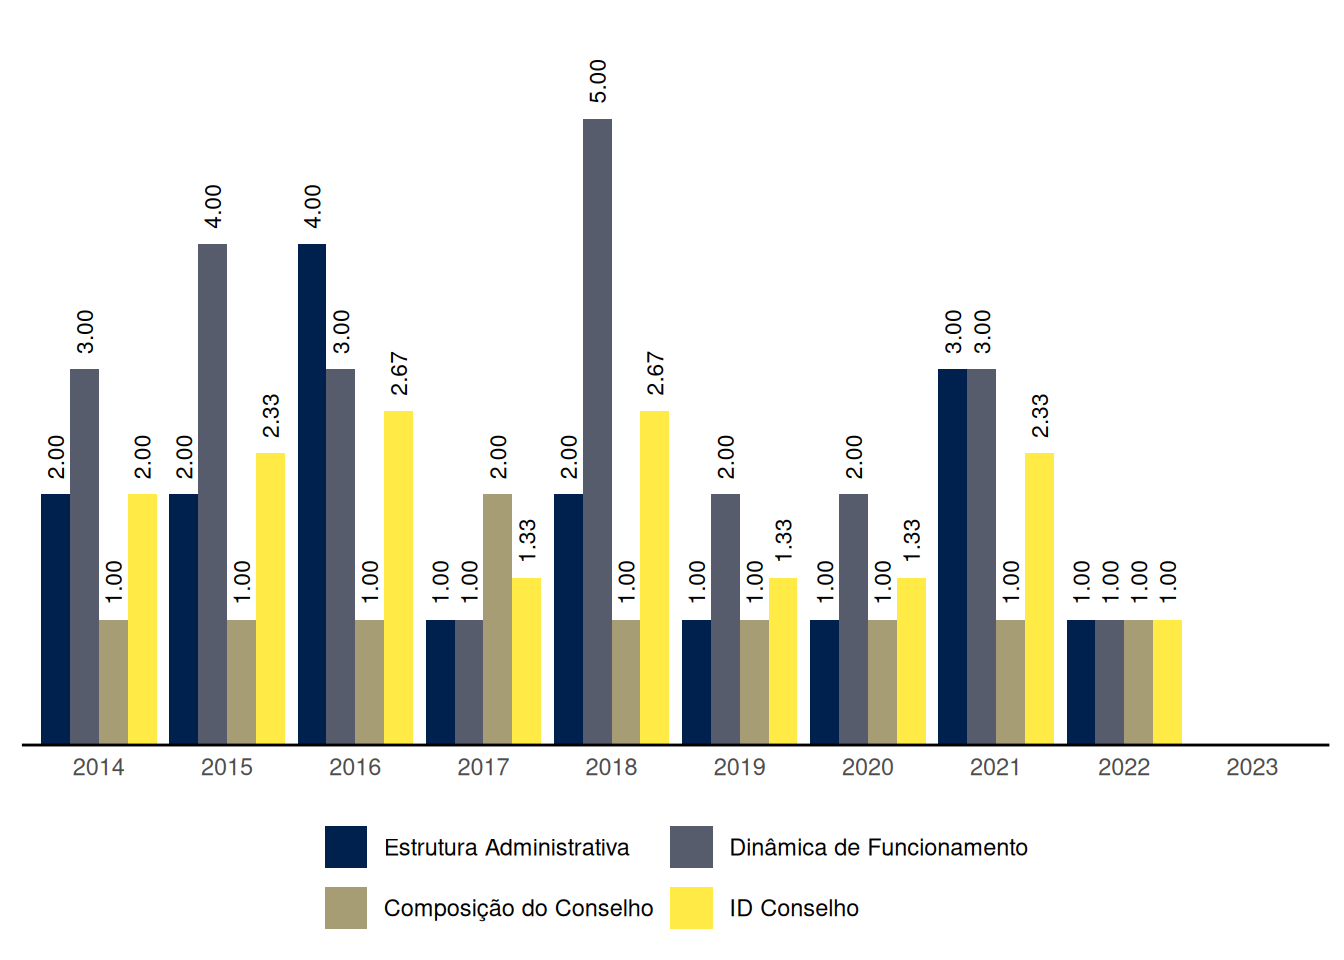 2.00 3.00 1.00 2.00 2.00 4.00 1.00 2.33 4.00 3.00 1.00 2.67 1.00 1.00 2.00 1.33 2.00 5.00 1.00 2.67 1.00 2.00 1.00 1.33 1.00 2.00 1.00 1.33 3.00 3.00 1.00 2.33 1.00 1.00 1.00 1.00
2014 2015 2016 2017 2018 2019 2020 2021 2022 2023
Estrutura Administrativa Dinâmica de Funcionamento
Composição do Conselho ID Conselho